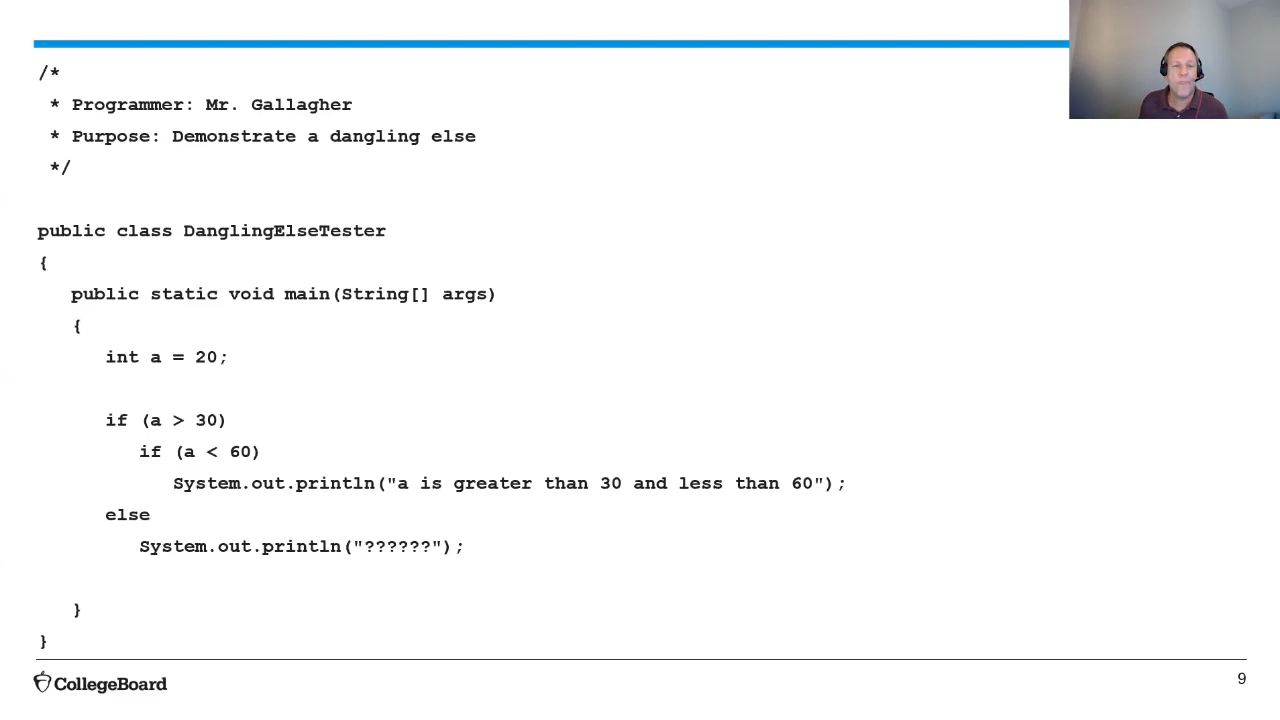 /*
 * Programmer: Mr. Gallagher
 * Purpose: Demonstrate a dangling else
 */
public class DanglingElseTester
{
   public static void main(String[] args)
   {
      int a = 20;
      if (a > 30)
         if (a < 60)
            System.out.println("a is greater than 30 and less than 60");
      else
         System.out.println("??????");
   }
}
CollegeBoard
9